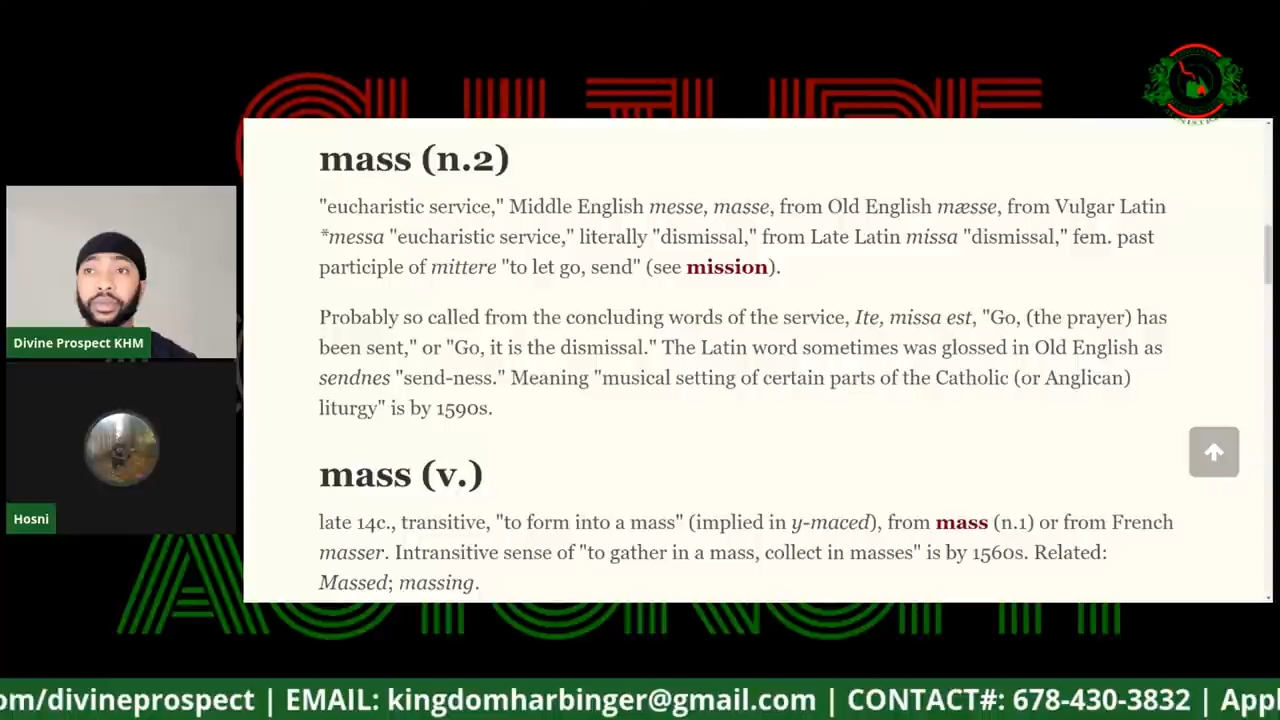 mass (n.2)
"eucharistic service," Middle English messe, masse, from Old English mæsse, from Vulgar Latin
*messa "eucharistic service," literally "dismissal," from Late Latin missa "dismissal," fem. past
participle of mittere "to let go, send" (see mission).
Probably so called from the concluding words of the service, Ite, missa est, "Go, (the prayer) has
been sent," or "Go, it is the dismissal." The Latin word sometimes was glossed in Old English as
sendnes "send-ness." Meaning "musical setting of certain parts of the Catholic (or Anglican)
liturgy" is by 1590s.
mass (v.)
late 14c., transitive, "to form into a mass" (implied in y-maced), from mass (n.1) or from French
masser. Intransitive sense of "to gather in a mass, collect in masses" is by 1560s. Related:
Massed; massing.
Divine Prospect KHM
Hosni
om/divineprospect | EMAIL: kingdomharbinger@gmail.com | CONTACT#: 678-430-3832 | App